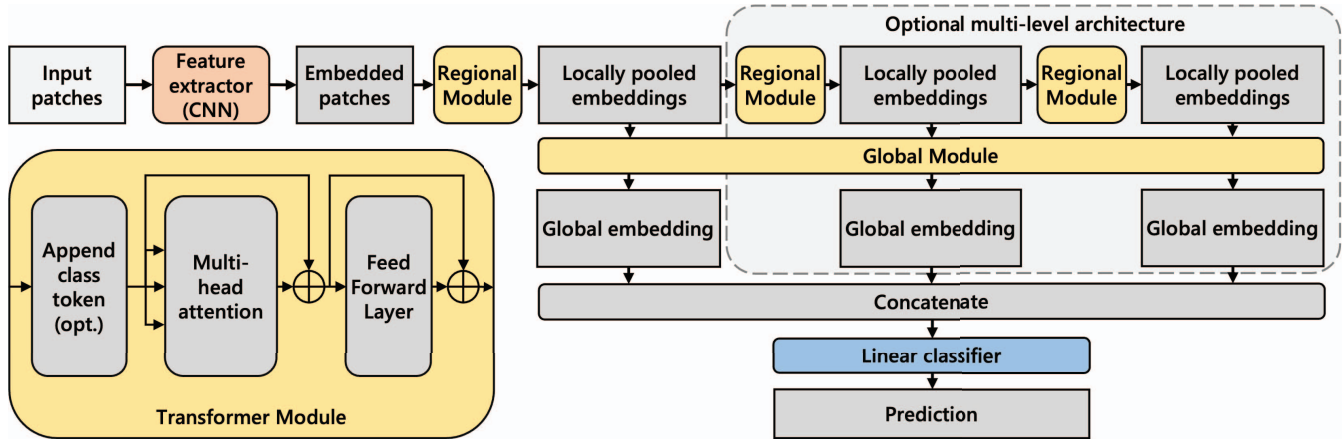 Optional multi-level architecture
Input
patches
Feature
extractor
(CNN)
Embedded
patches
Regional
Module
Locally pooled
embeddings
Regional
Module
Locally pooled
embeddings
Regional
Module
Locally pooled
embeddings
Global Module
Global embedding
Global embedding
Global embedding
Concatenate
Linear classifier
Prediction
Append
class
token
(opt.)
Multi-
head
attention
Feed
Forward
Layer
Transformer Module